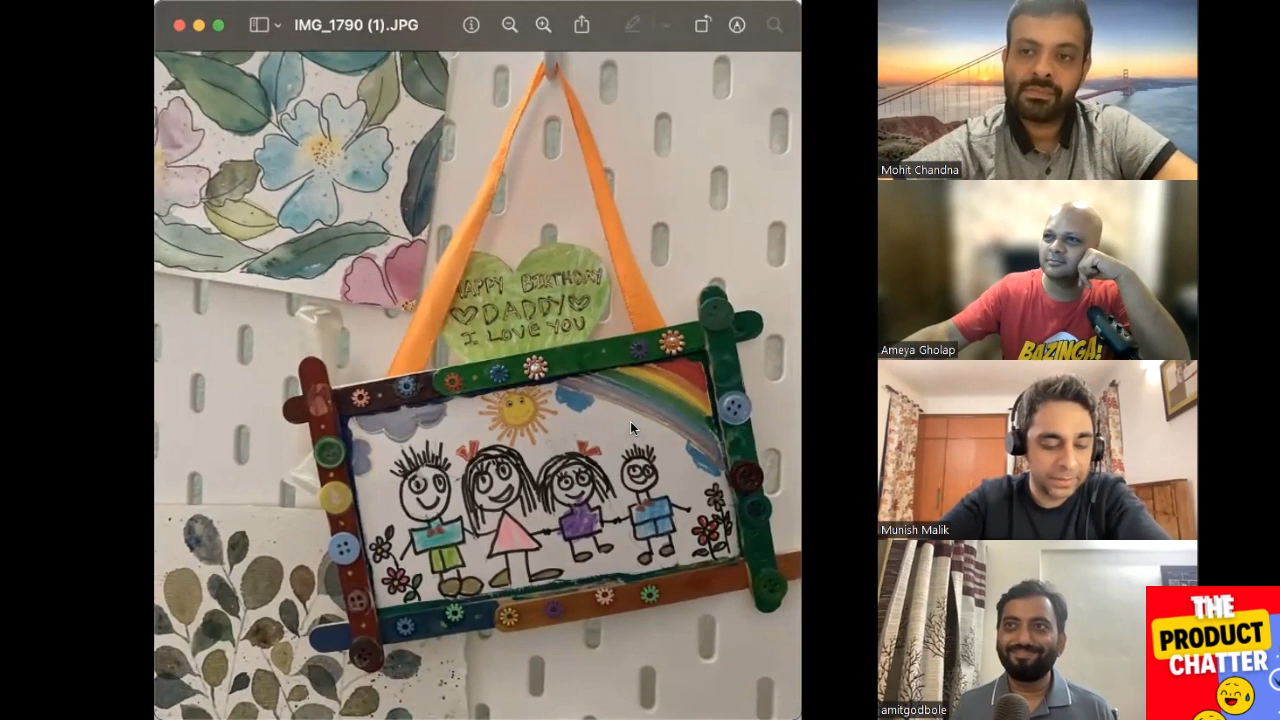 IMG_1790 (1).JPG
HAPPY BIRTHDAY
DADDY
I LOVE YOU
Mohit Chandna
Ameya Gholap
BAZINGA!
Munish Malik
amitgodbole
THE
PRODUCT
CHATTER